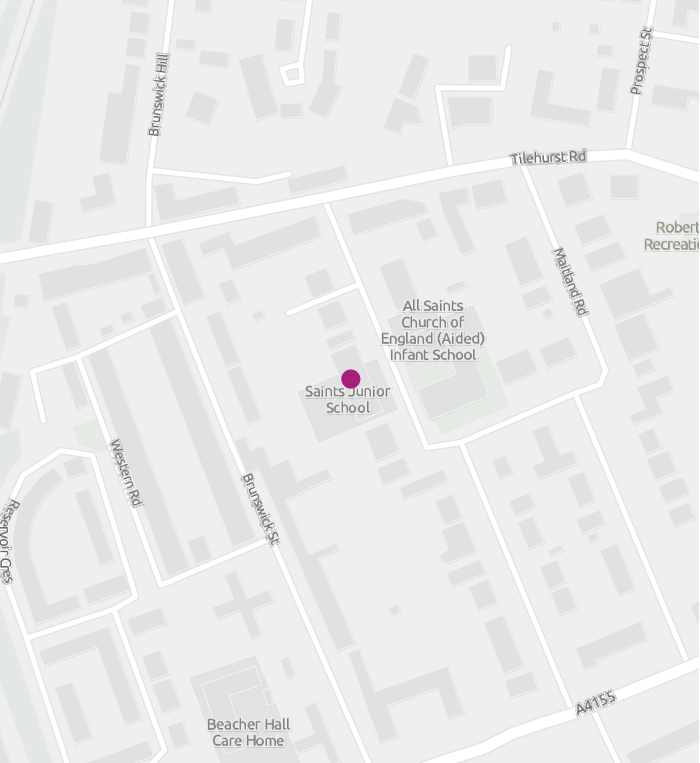 Prospect St
Brunswick Hill
Tilehurst Rd
Robert
Recreatio
Maitland Rd
All Saints
Church of
England (Aided)
Infant School
Saints Junior
School
Western Rd
Brunswick St
Reservoir Cres
A4155
Beacher Hall
Care Home